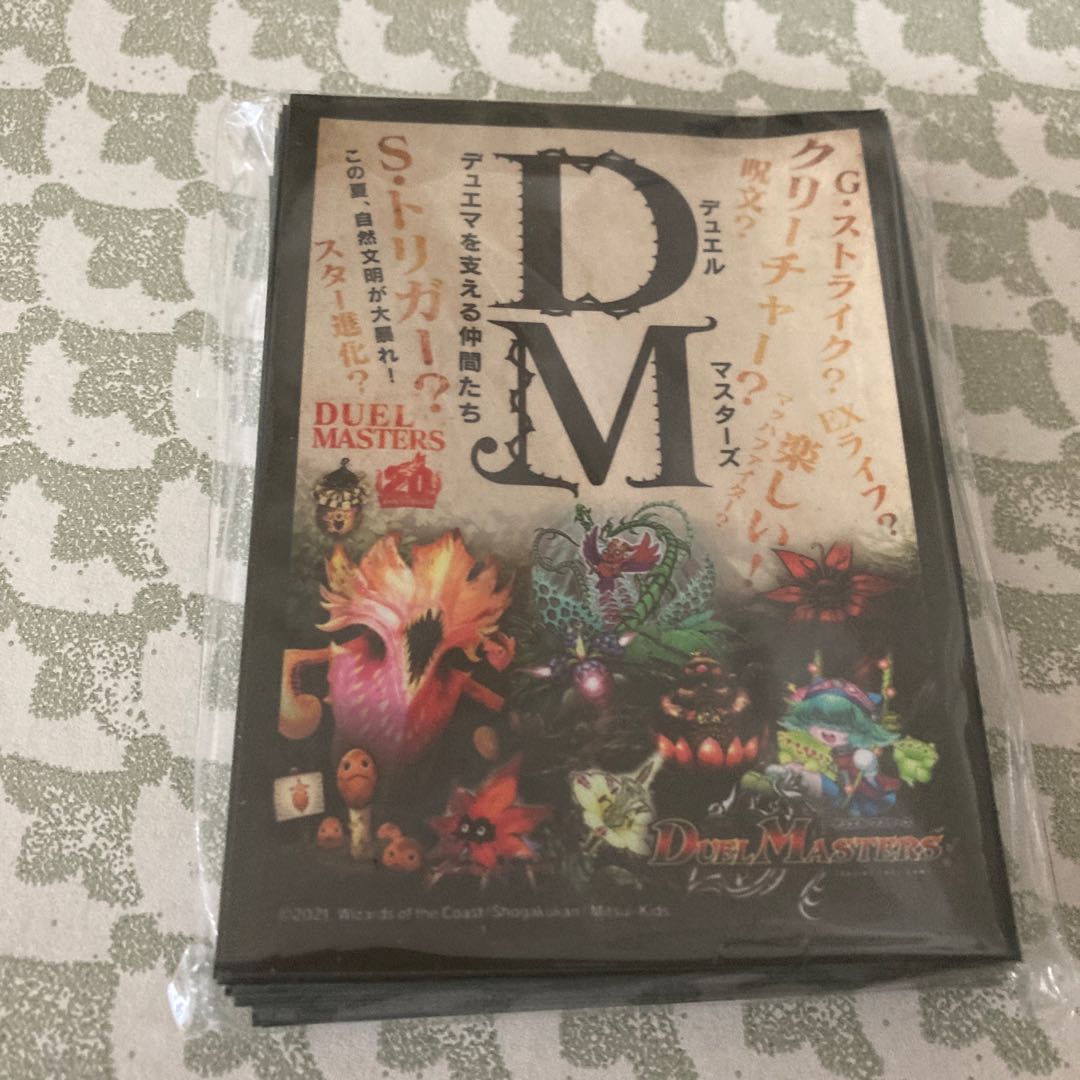 G・ストライク? EXライフ?
クリーチャー? 楽しい!
マッハファイター?
呪文?
デュエル マスターズ
DM
デュエマを支える仲間たち
S・トリガー?
この夏、自然文明が大暴れ!
スター進化?
DUEL
MASTERS
20
DUEL MASTERS
©2021 Wizards of the Coast/Shogakukan/Mitsui-Kids